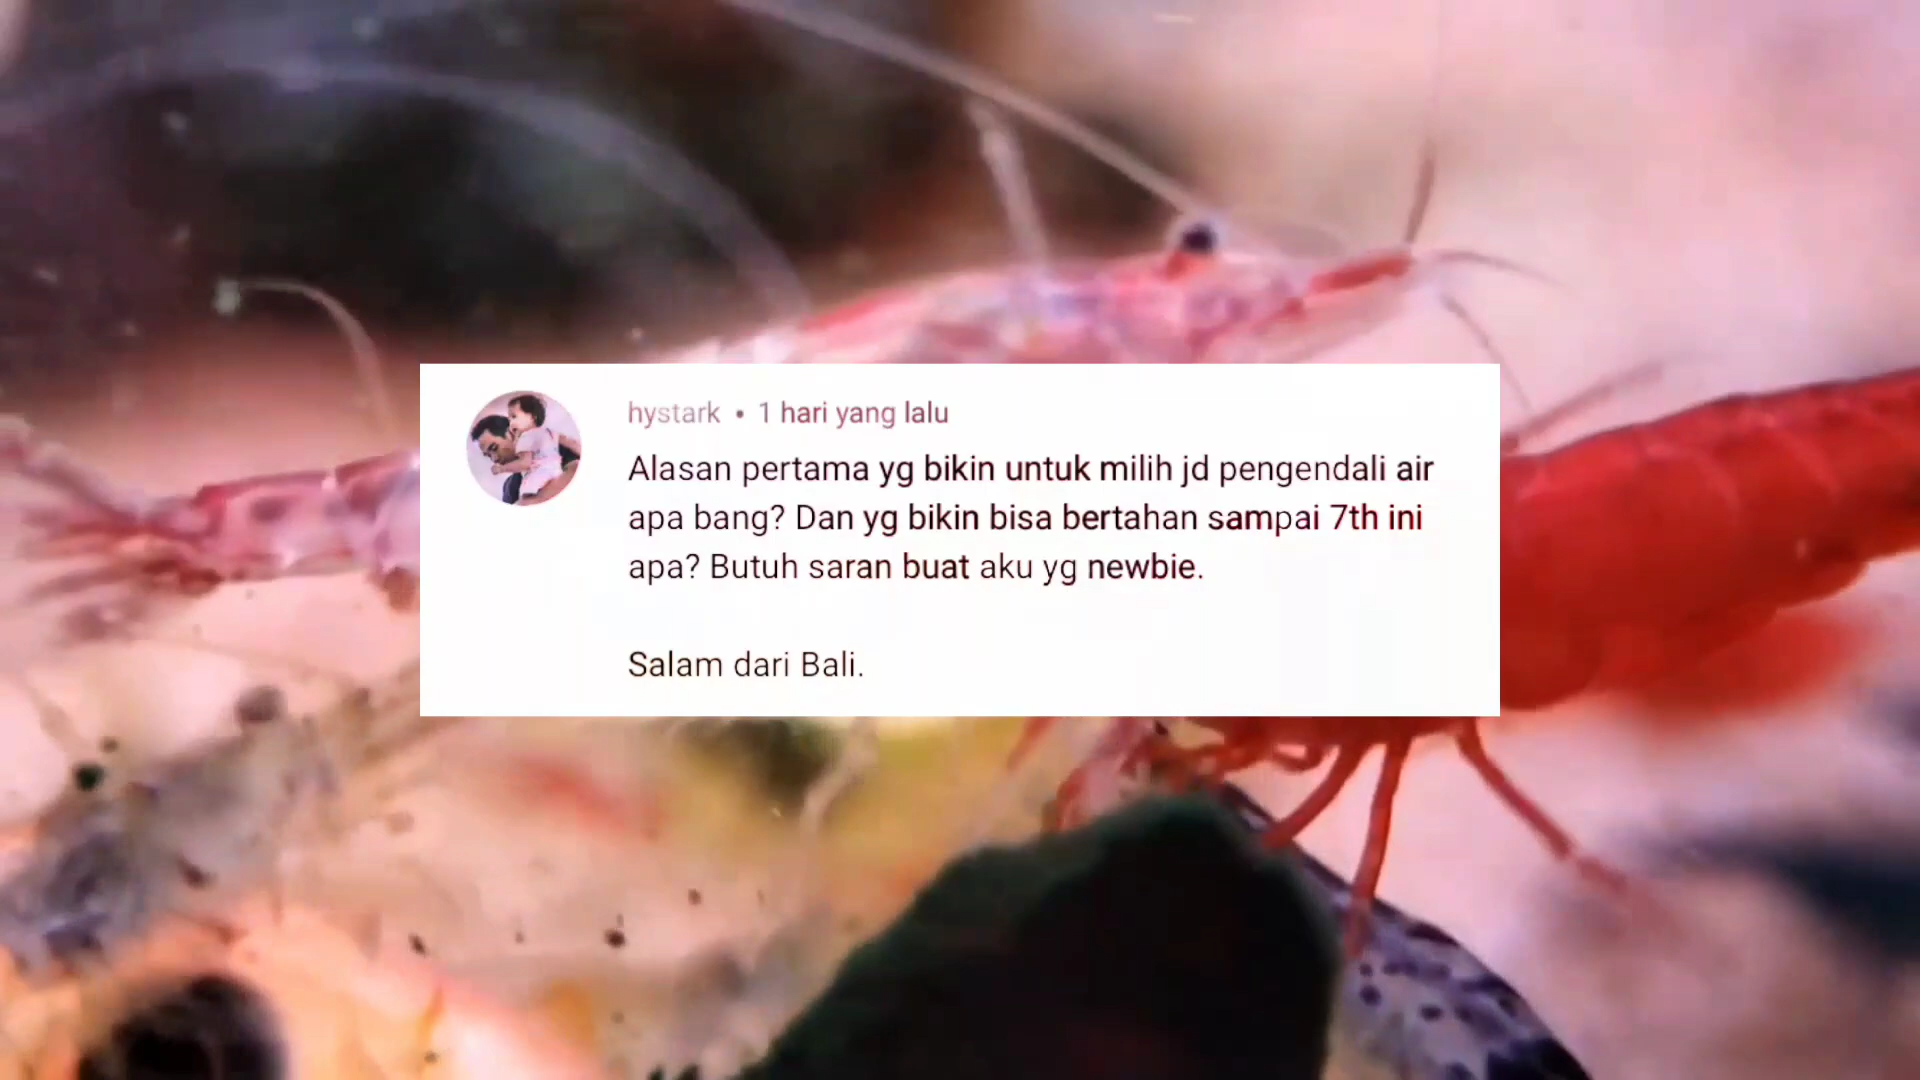 hystark • 1 hari yang lalu
Alasan pertama yg bikin untuk milih jd pengendali air
apa bang? Dan yg bikin bisa bertahan sampai 7th ini
apa? Butuh saran buat aku yg newbie.
Salam dari Bali.